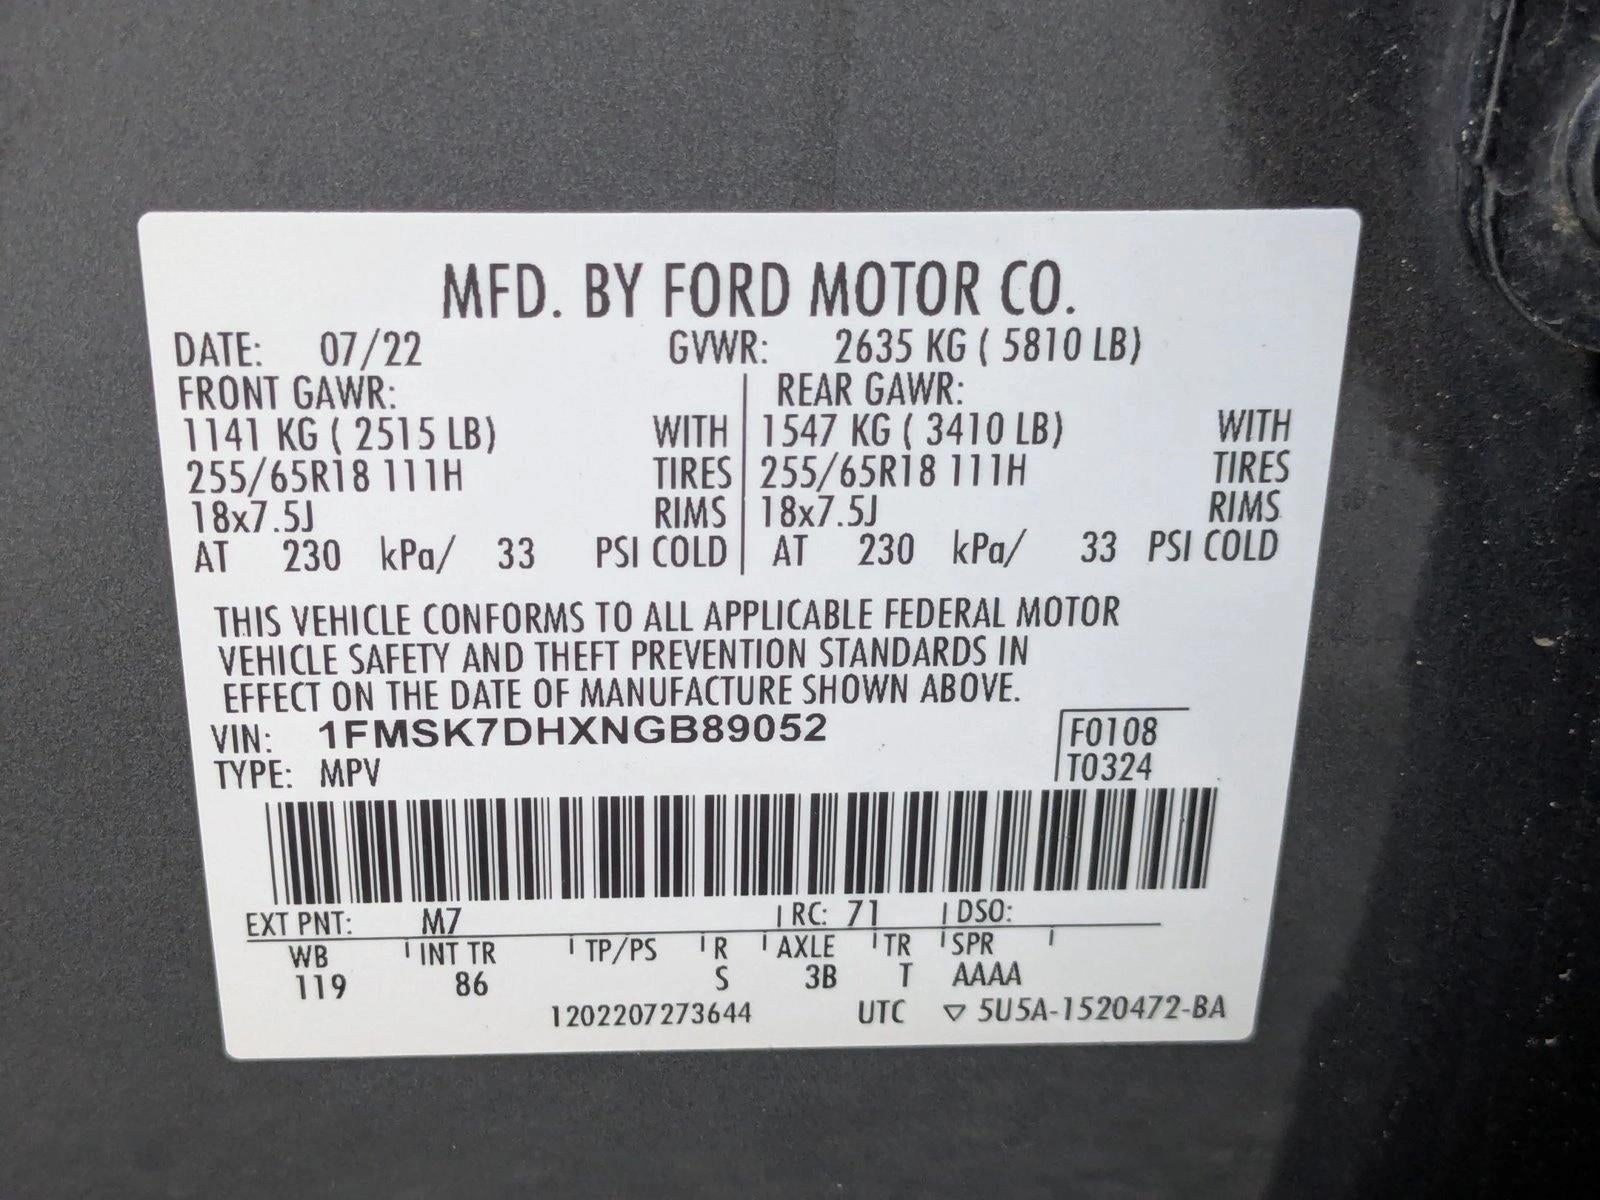 MFD. BY FORD MOTOR CO.
DATE: 07/22 GVWR: 2635 KG ( 5810 LB)
FRONT GAWR: REAR GAWR:
1141 KG ( 2515 LB) WITH 1547 KG ( 3410 LB) WITH
255/65R18 111H TIRES 255/65R18 111H TIRES
18x7.5J RIMS 18x7.5J RIMS
AT 230 kPa/ 33 PSI COLD AT 230 kPa/ 33 PSI COLD
THIS VEHICLE CONFORMS TO ALL APPLICABLE FEDERAL MOTOR
VEHICLE SAFETY AND THEFT PREVENTION STANDARDS IN
EFFECT ON THE DATE OF MANUFACTURE SHOWN ABOVE.
VIN: 1FMSK7DHXNGB89052 F0108
TYPE: MPV T0324
EXT PNT: M7 RC: 71 DSO:
WB INT TR TP/PS R AXLE TR SPR
119 86 S 3B T AAAA
1202207273644 UTC ▽ 5U5A-1520472-BA